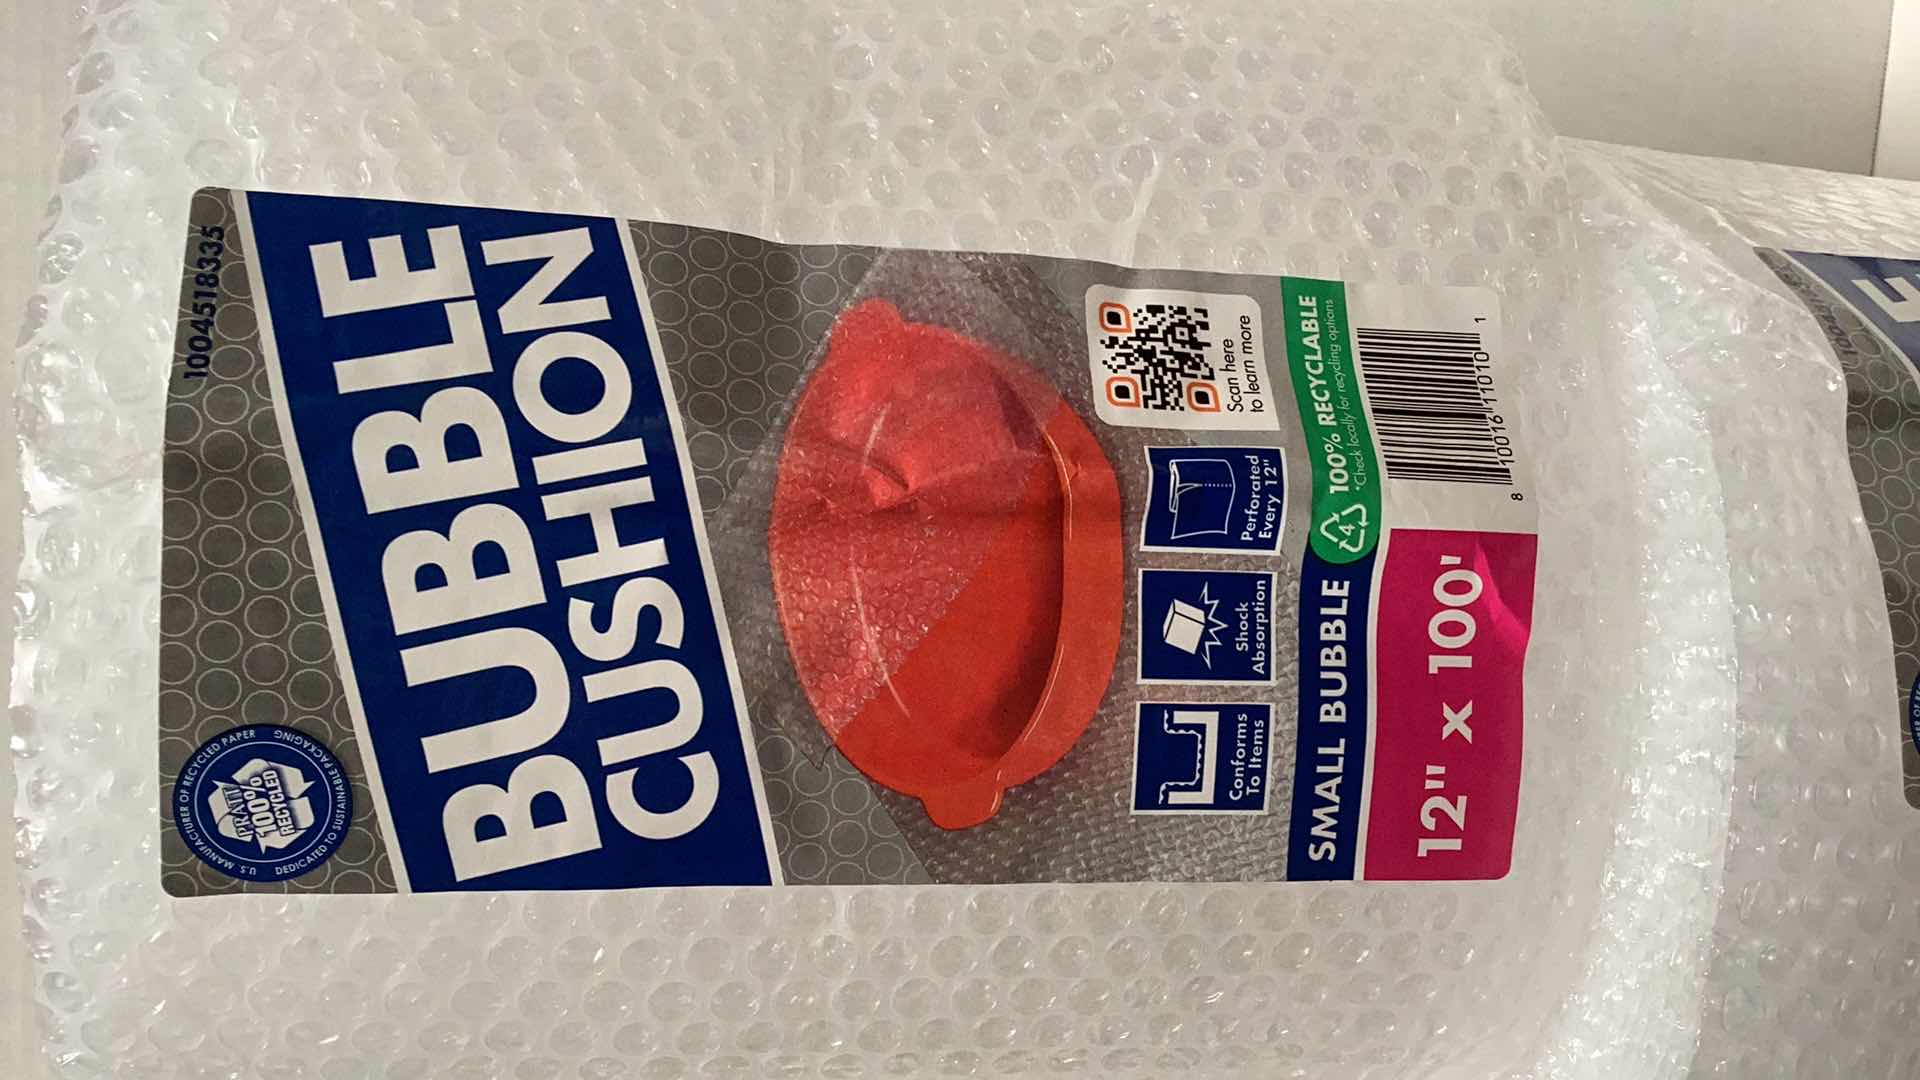 1004518335
U.S. MANUFACTURER OF RECYCLED PAPER
PRATT
100%
RECYCLED
DEDICATED TO SUSTAINABLE PACKAGING
BUBBLE
CUSHION
Conforms
To Items
Shock
Absorption
Perforated
Every 12"
Scan here
to learn more
SMALL BUBBLE
4
100% RECYCLABLE
*Check locally for recycling options
12" x 100'
8 10016 11010 1